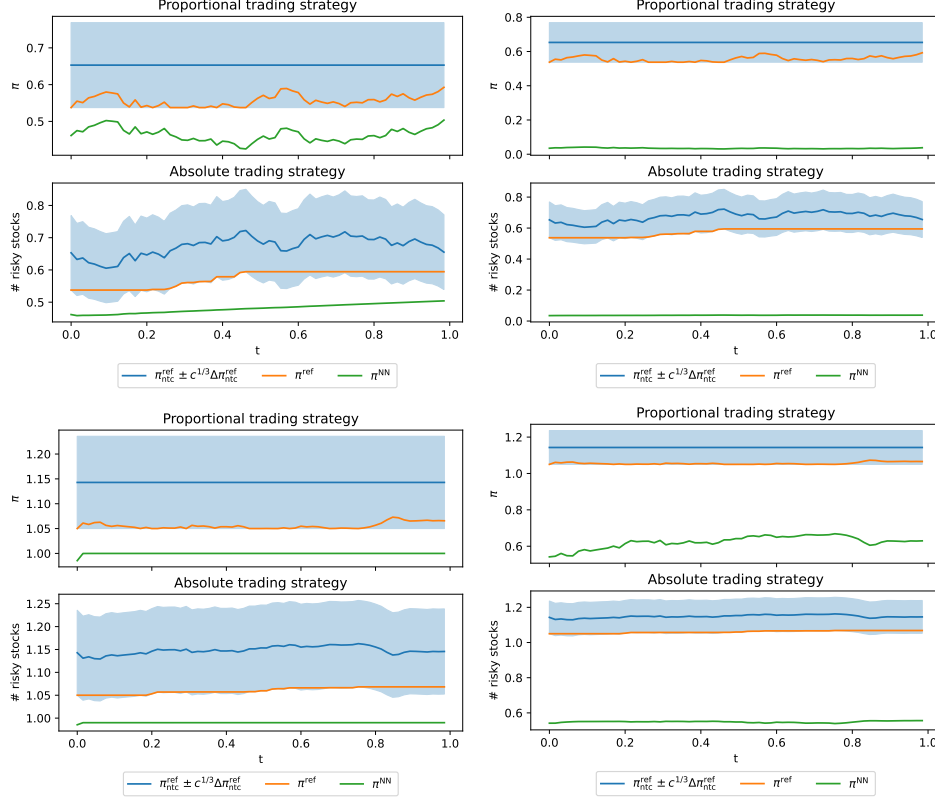 Proportional trading strategy
0.7
0.6
0.5
π
Absolute trading strategy
0.8
0.7
0.6
0.5
# risky stocks
0.0 0.2 0.4 0.6 0.8 1.0
t
π^ref_ntc ± c^1/3 Δπ^ref_ntc π^ref π^NN
Proportional trading strategy
0.8
0.6
0.4
0.2
0.0
π
Absolute trading strategy
0.8
0.6
0.4
0.2
0.0
# risky stocks
0.0 0.2 0.4 0.6 0.8 1.0
t
π^ref_ntc ± c^1/3 Δπ^ref_ntc π^ref π^NN
Proportional trading strategy
1.20
1.15
1.10
1.05
1.00
π
Absolute trading strategy
1.25
1.20
1.15
1.10
1.05
1.00
# risky stocks
0.0 0.2 0.4 0.6 0.8 1.0
t
π^ref_ntc ± c^1/3 Δπ^ref_ntc π^ref π^NN
Proportional trading strategy
1.2
1.0
0.8
0.6
π
Absolute trading strategy
1.2
1.0
0.8
0.6
# risky stocks
0.0 0.2 0.4 0.6 0.8 1.0
t
π^ref_ntc ± c^1/3 Δπ^ref_ntc π^ref π^NN